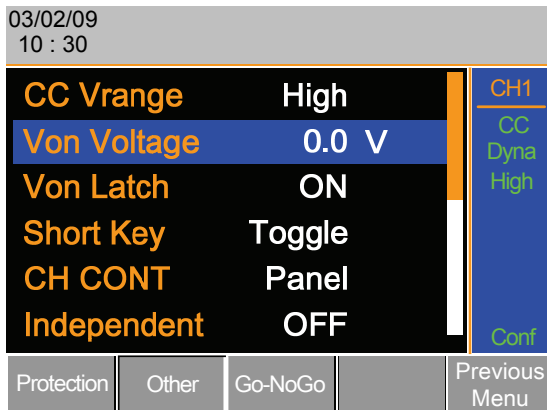 03/02/09
10 : 30
CC Vrange High
Von Voltage 0.0 V
Von Latch ON
Short Key Toggle
CH CONT Panel
Independent OFF
CH1
CC
Dyna
High
Conf
Protection Other Go-NoGo Previous Menu